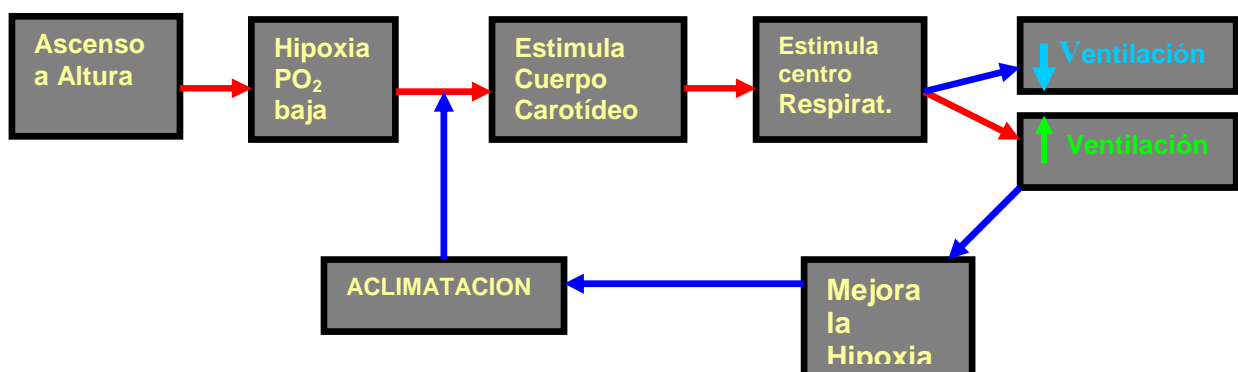 Ascenso
a Altura
Hipoxia
PO₂
baja
Estimula
Cuerpo
Carotídeo
Estimula
centro
Respirat.
Ventilación
Ventilación
ACLIMATACION
Mejora
la
Hipoxia